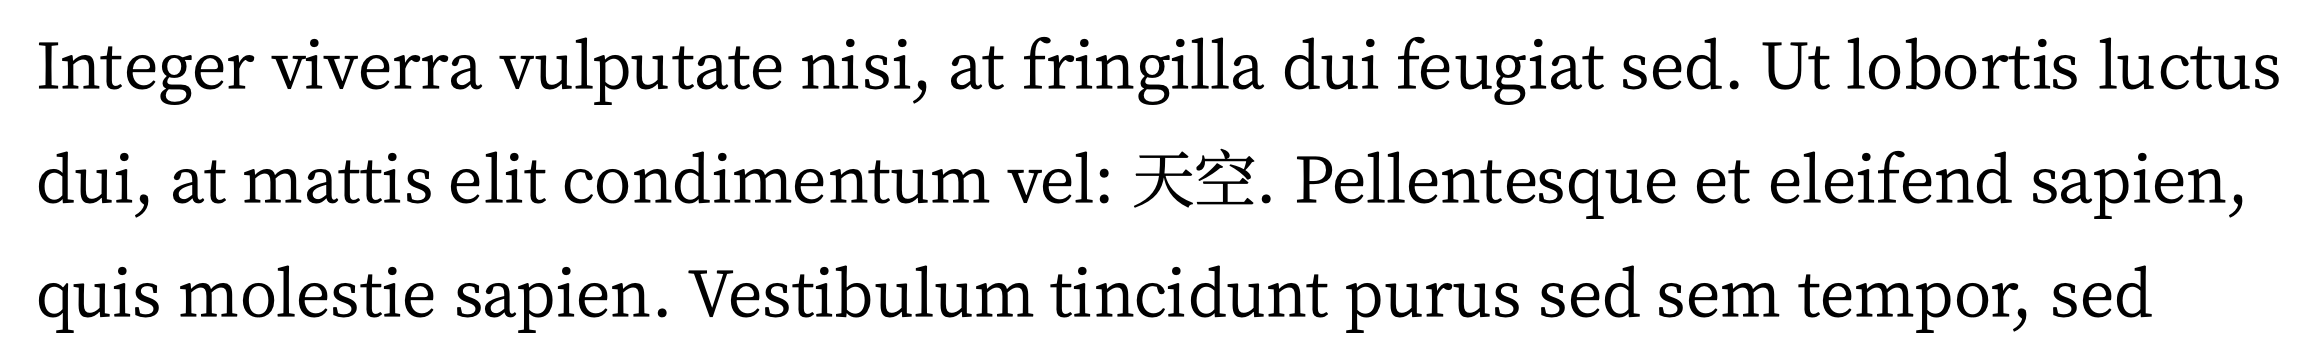 Integer viverra vulputate nisi, at fringilla dui feugiat sed. Ut lobortis luctus
dui, at mattis elit condimentum vel: 天空. Pellentesque et eleifend sapien,
quis molestie sapien. Vestibulum tincidunt purus sed sem tempor, sed